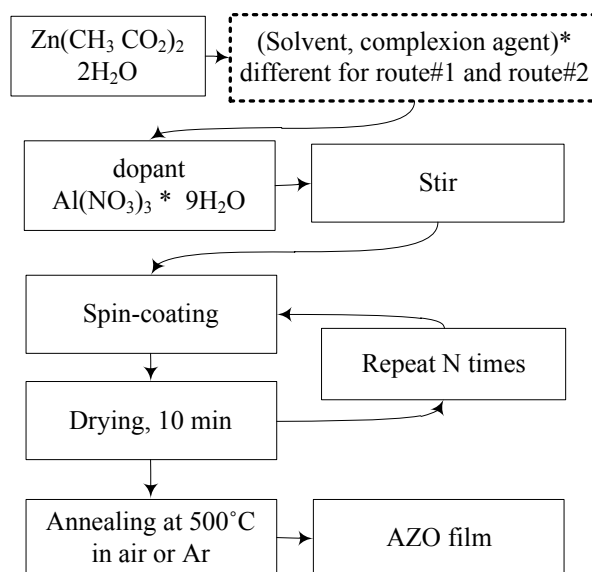 Zn(CH₃ CO₂)₂
2H₂O
(Solvent, complexion agent)*
different for route#1 and route#2
dopant
Al(NO₃)₃ * 9H₂O
Stir
Spin-coating
Repeat N times
Drying, 10 min
Annealing at 500˚C
in air or Ar
AZO film